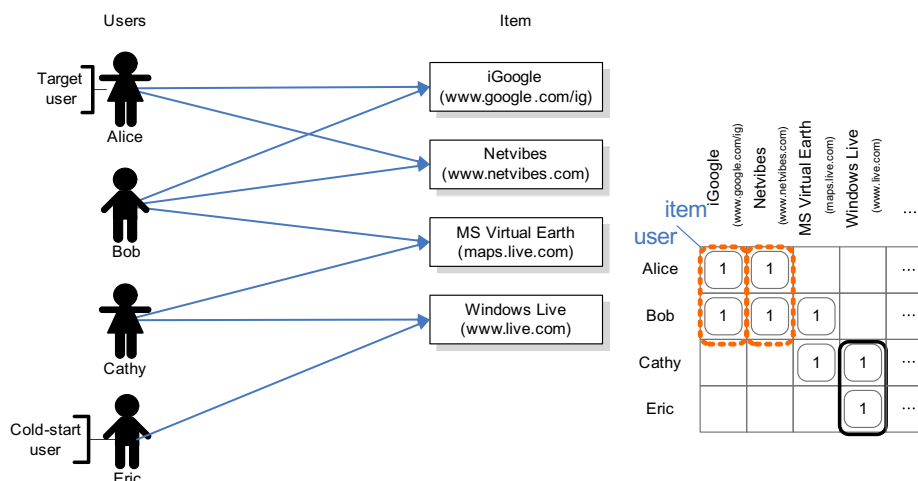 Users
Item
Target
user
Alice
Bob
Cathy
Cold-start
user
Eric
iGoogle
(www.google.com/ig)
Netvibes
(www.netvibes.com)
MS Virtual Earth
(maps.live.com)
Windows Live
(www.live.com)
item
user
iGoogle
(www.google.com/ig)
Netvibes
(www.netvibes.com)
MS Virtual Earth
(maps.live.com)
Windows Live
(www.live.com)
...
Alice 1 1 ...
Bob 1 1 1 ...
Cathy 1 1 ...
Eric 1 ...